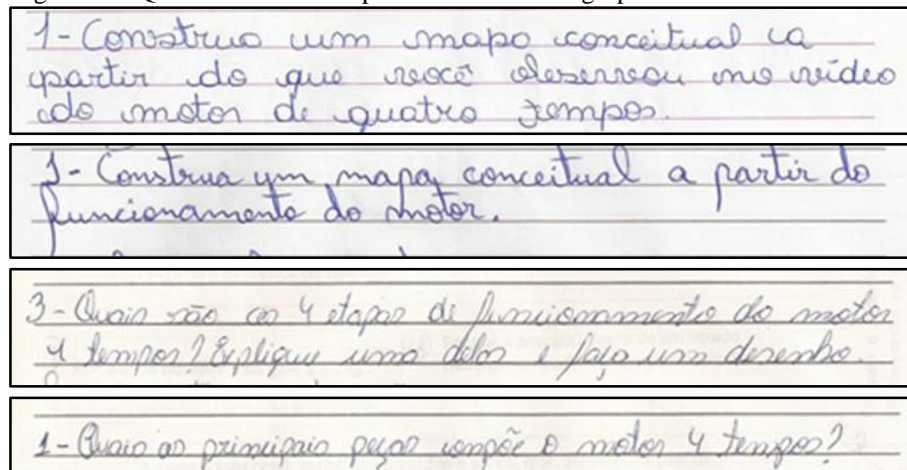 1- Construa um mapa conceitual a
partir do que você observou no vídeo
do motor de quatro tempos.
1- Construa um mapa conceitual a partir do
funcionamento do motor.
3- Quais são as 4 etapas de funcionamento do motor
4 tempos? Explique uma delas e faça um desenho.
1- Quais as principais peças compõe o motor 4 tempos?